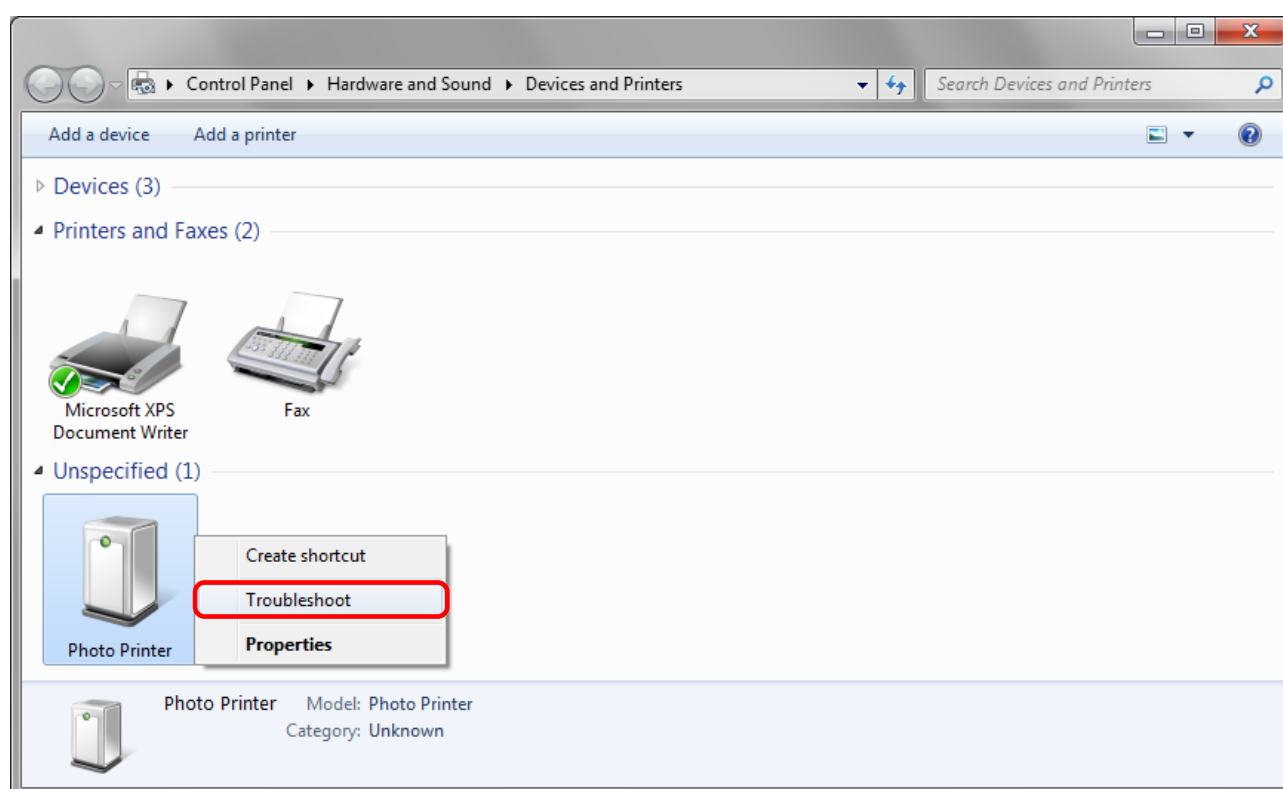 Control Panel Hardware and Sound Devices and Printers
Search Devices and Printers
Add a device Add a printer
Devices (3)
Printers and Faxes (2)
Microsoft XPS
Document Writer
Fax
Unspecified (1)
Photo Printer
Create shortcut
Troubleshoot
Properties
Photo Printer Model: Photo Printer
Category: Unknown